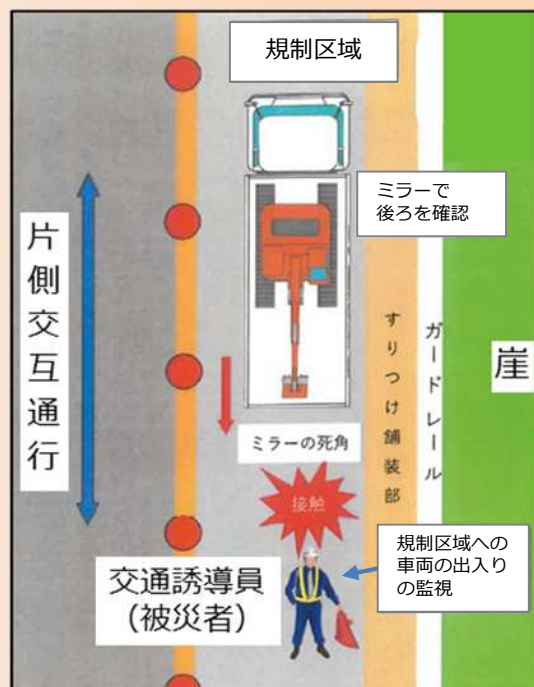 規制区域
ミラーで
後ろを確認
片側交互通行
すりつけ舗装部
ガードレール
崖
ミラーの死角
接触
規制区域への
車両の出入り
の監視
交通誘導員
（被災者）